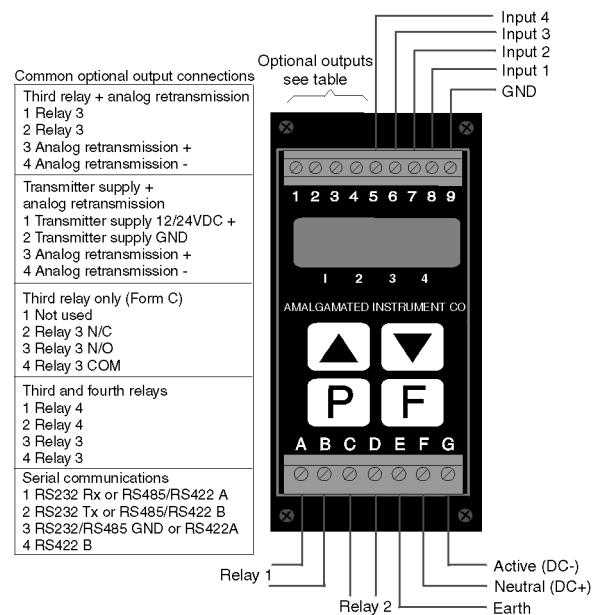 Input 4
Input 3
Input 2
Input 1
GND
Optional outputs
see table
Common optional output connections
Third relay + analog retransmission
1 Relay 3
2 Relay 3
3 Analog retransmission +
4 Analog retransmission -
Transmitter supply +
analog retransmission
1 Transmitter supply 12/24VDC +
2 Transmitter supply GND
3 Analog retransmission +
4 Analog retransmission -
Third relay only (Form C)
1 Not used
2 Relay 3 N/C
3 Relay 3 N/O
4 Relay 3 COM
Third and fourth relays
1 Relay 4
2 Relay 4
3 Relay 3
4 Relay 3
Serial communications
1 RS232 Rx or RS485/RS422 A
2 RS232 Tx or RS485/RS422 B
3 RS232/RS485 GND or RS422A
4 RS422 B
1 2 3 4 5 6 7 8 9
1 2 3 4
AMALGAMATED INSTRUMENT CO
P F
A B C D E F G
Relay 1
Relay 2
Active (DC-)
Neutral (DC+)
Earth